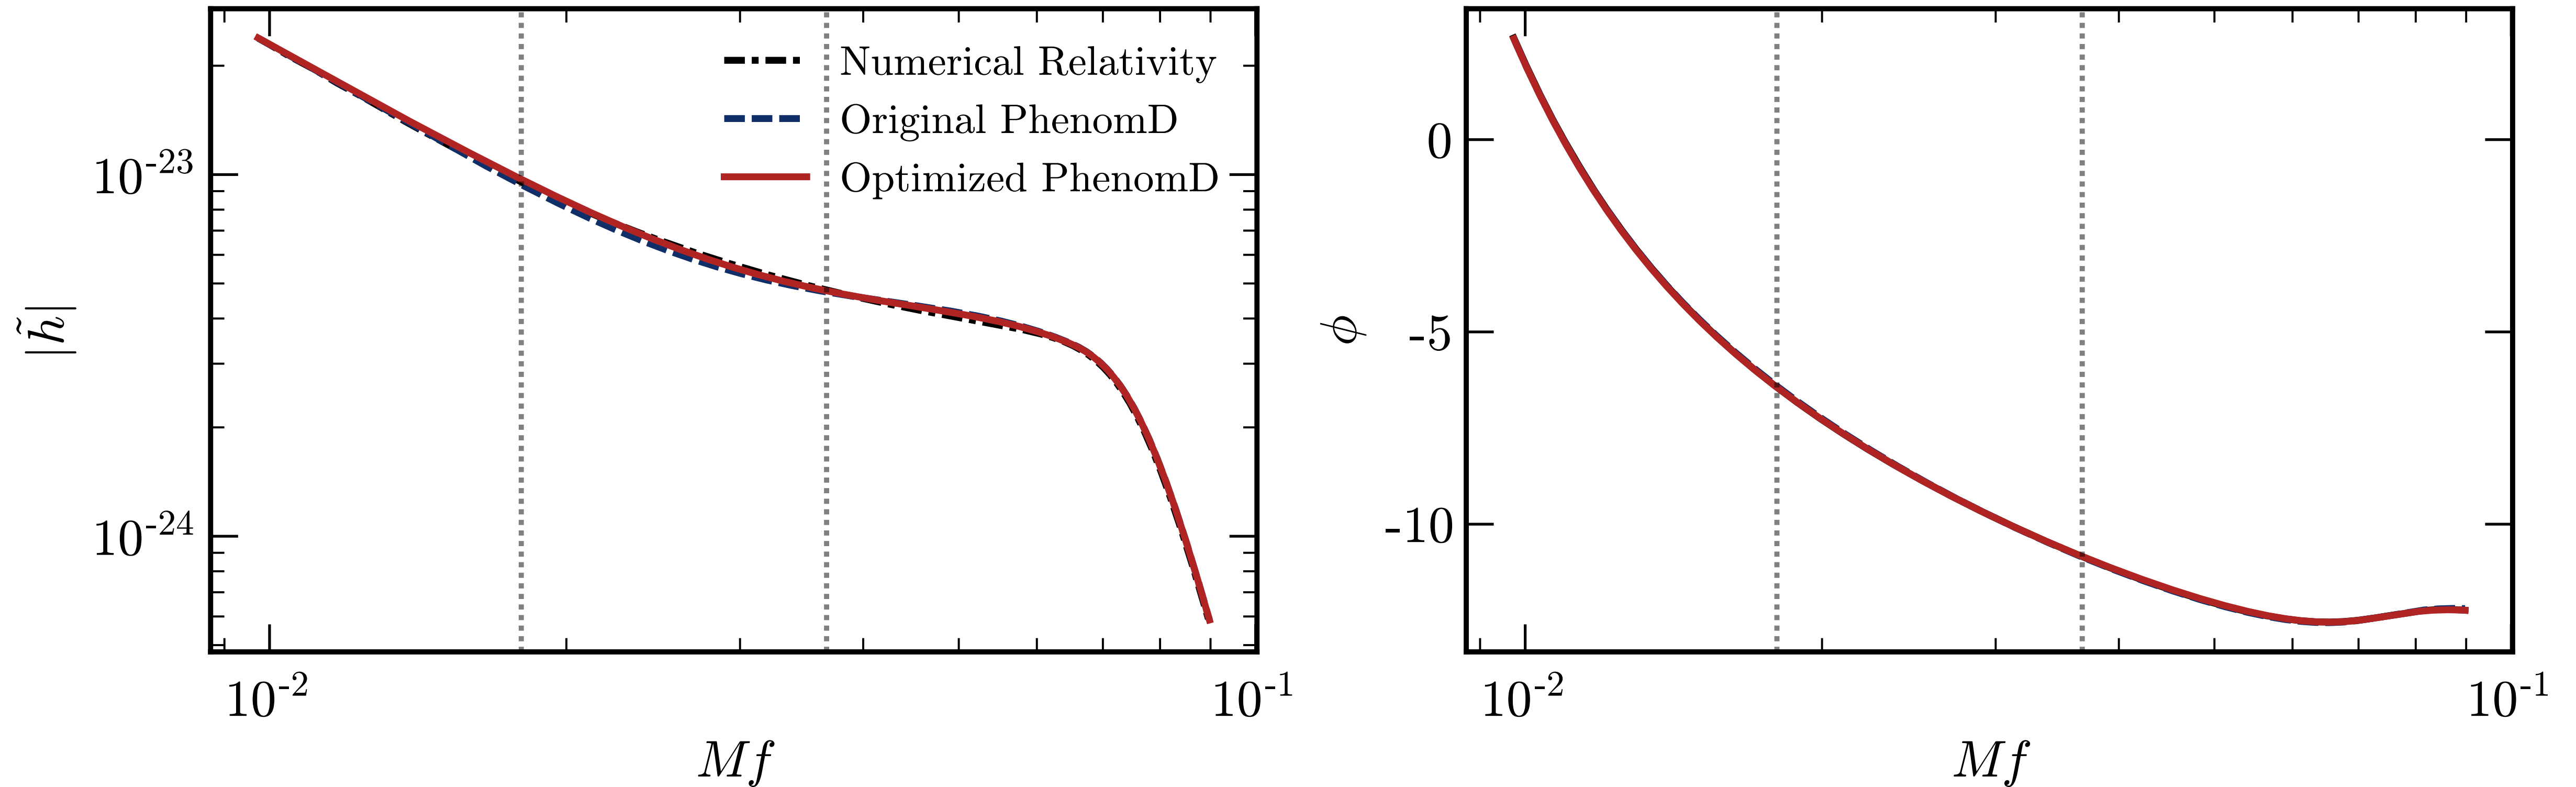 Numerical Relativity
Original PhenomD
Optimized PhenomD
10^-23
10^-24
|h̃|
10^-2
10^-1
Mf
0
-5
-10
ϕ
10^-2
10^-1
Mf